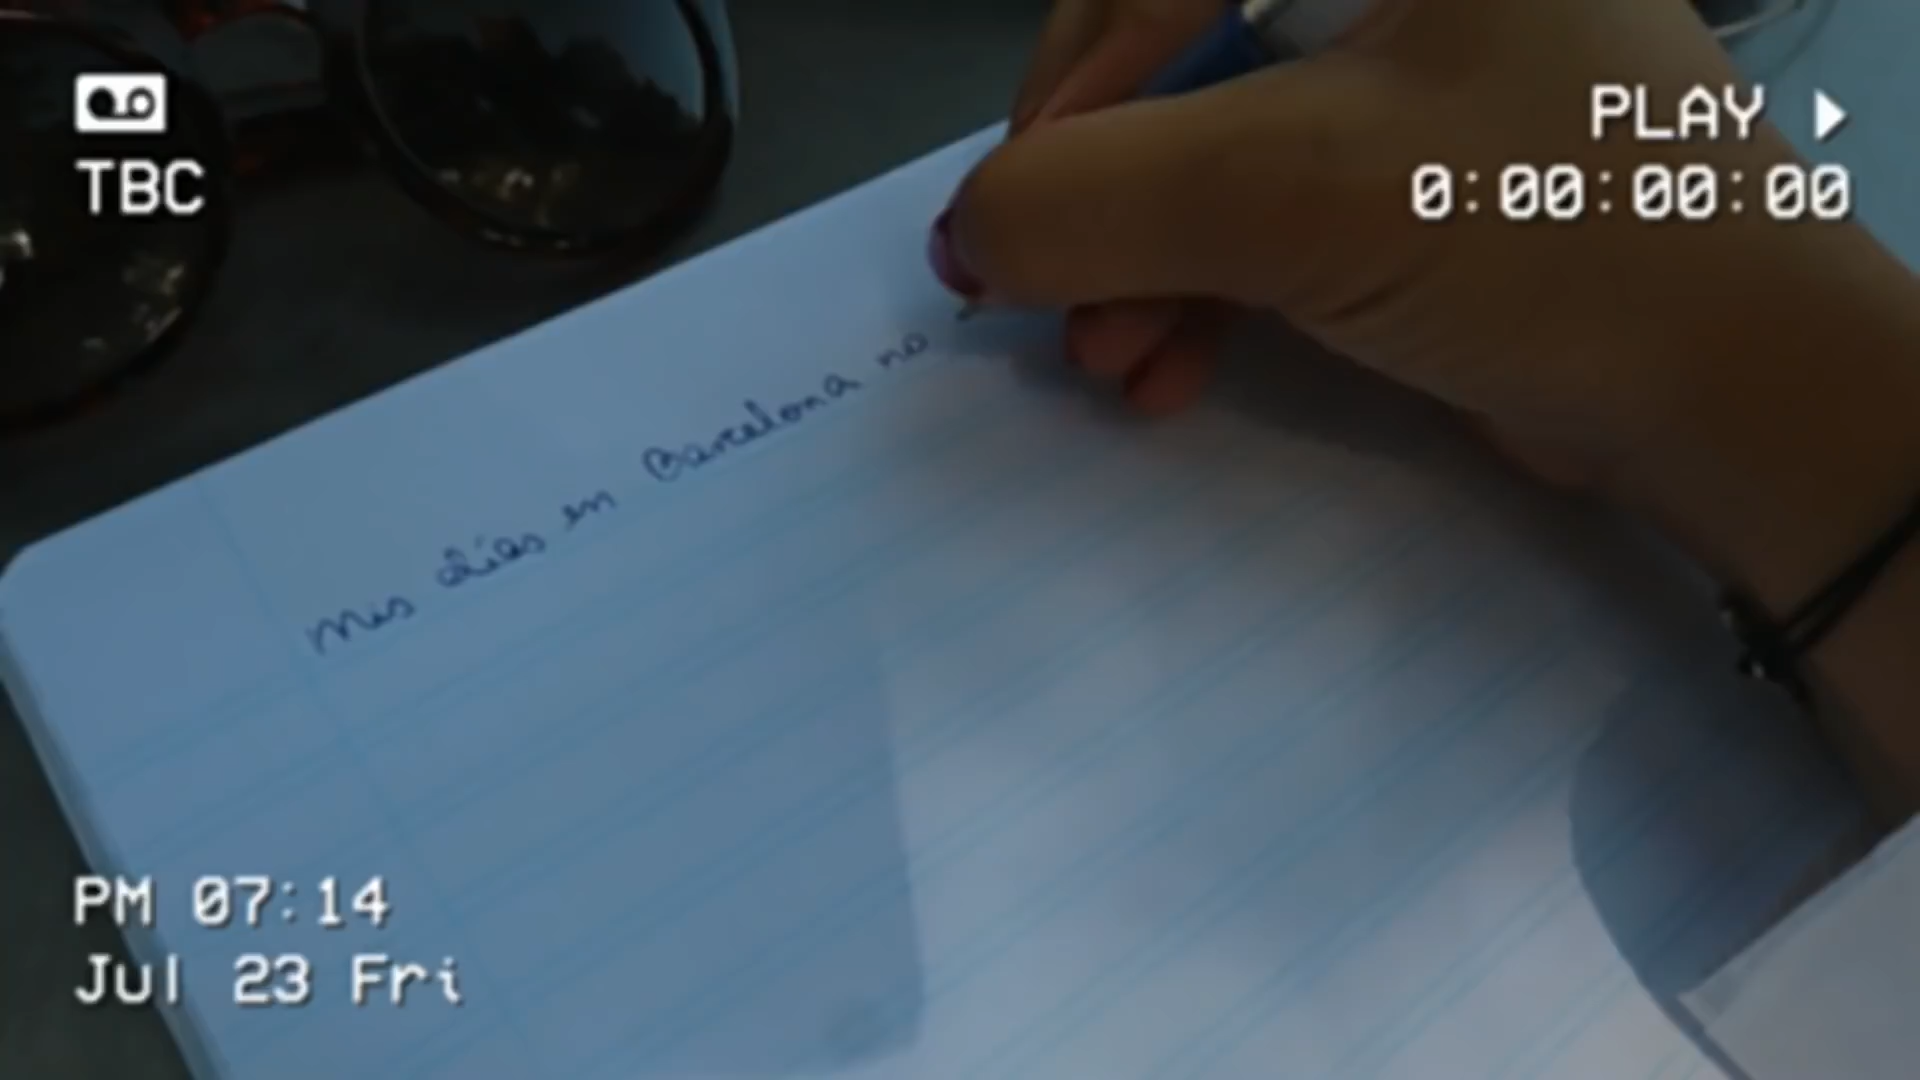 PLAY
TBC
0:00:00:00
Mis días en Barcelona no
PM 07:14
Jul 23 Fri